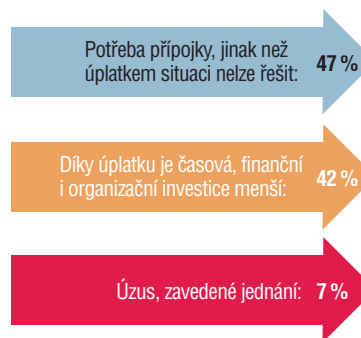 Potřeba přípojky, jinak než
úplatkem situaci nelze řešit: 47 %
Díky úplatku je časová, finanční
i organizační investice menší: 42 %
Úzus, zavedené jednání: 7 %